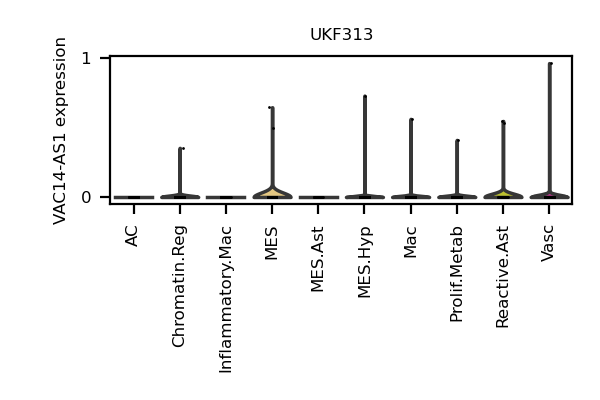 UKF313
VAC14-AS1 expression
1
0
AC
Chromatin.Reg
Inflammatory.Mac
MES
MES.Ast
MES.Hyp
Mac
Prolif.Metab
Reactive.Ast
Vasc